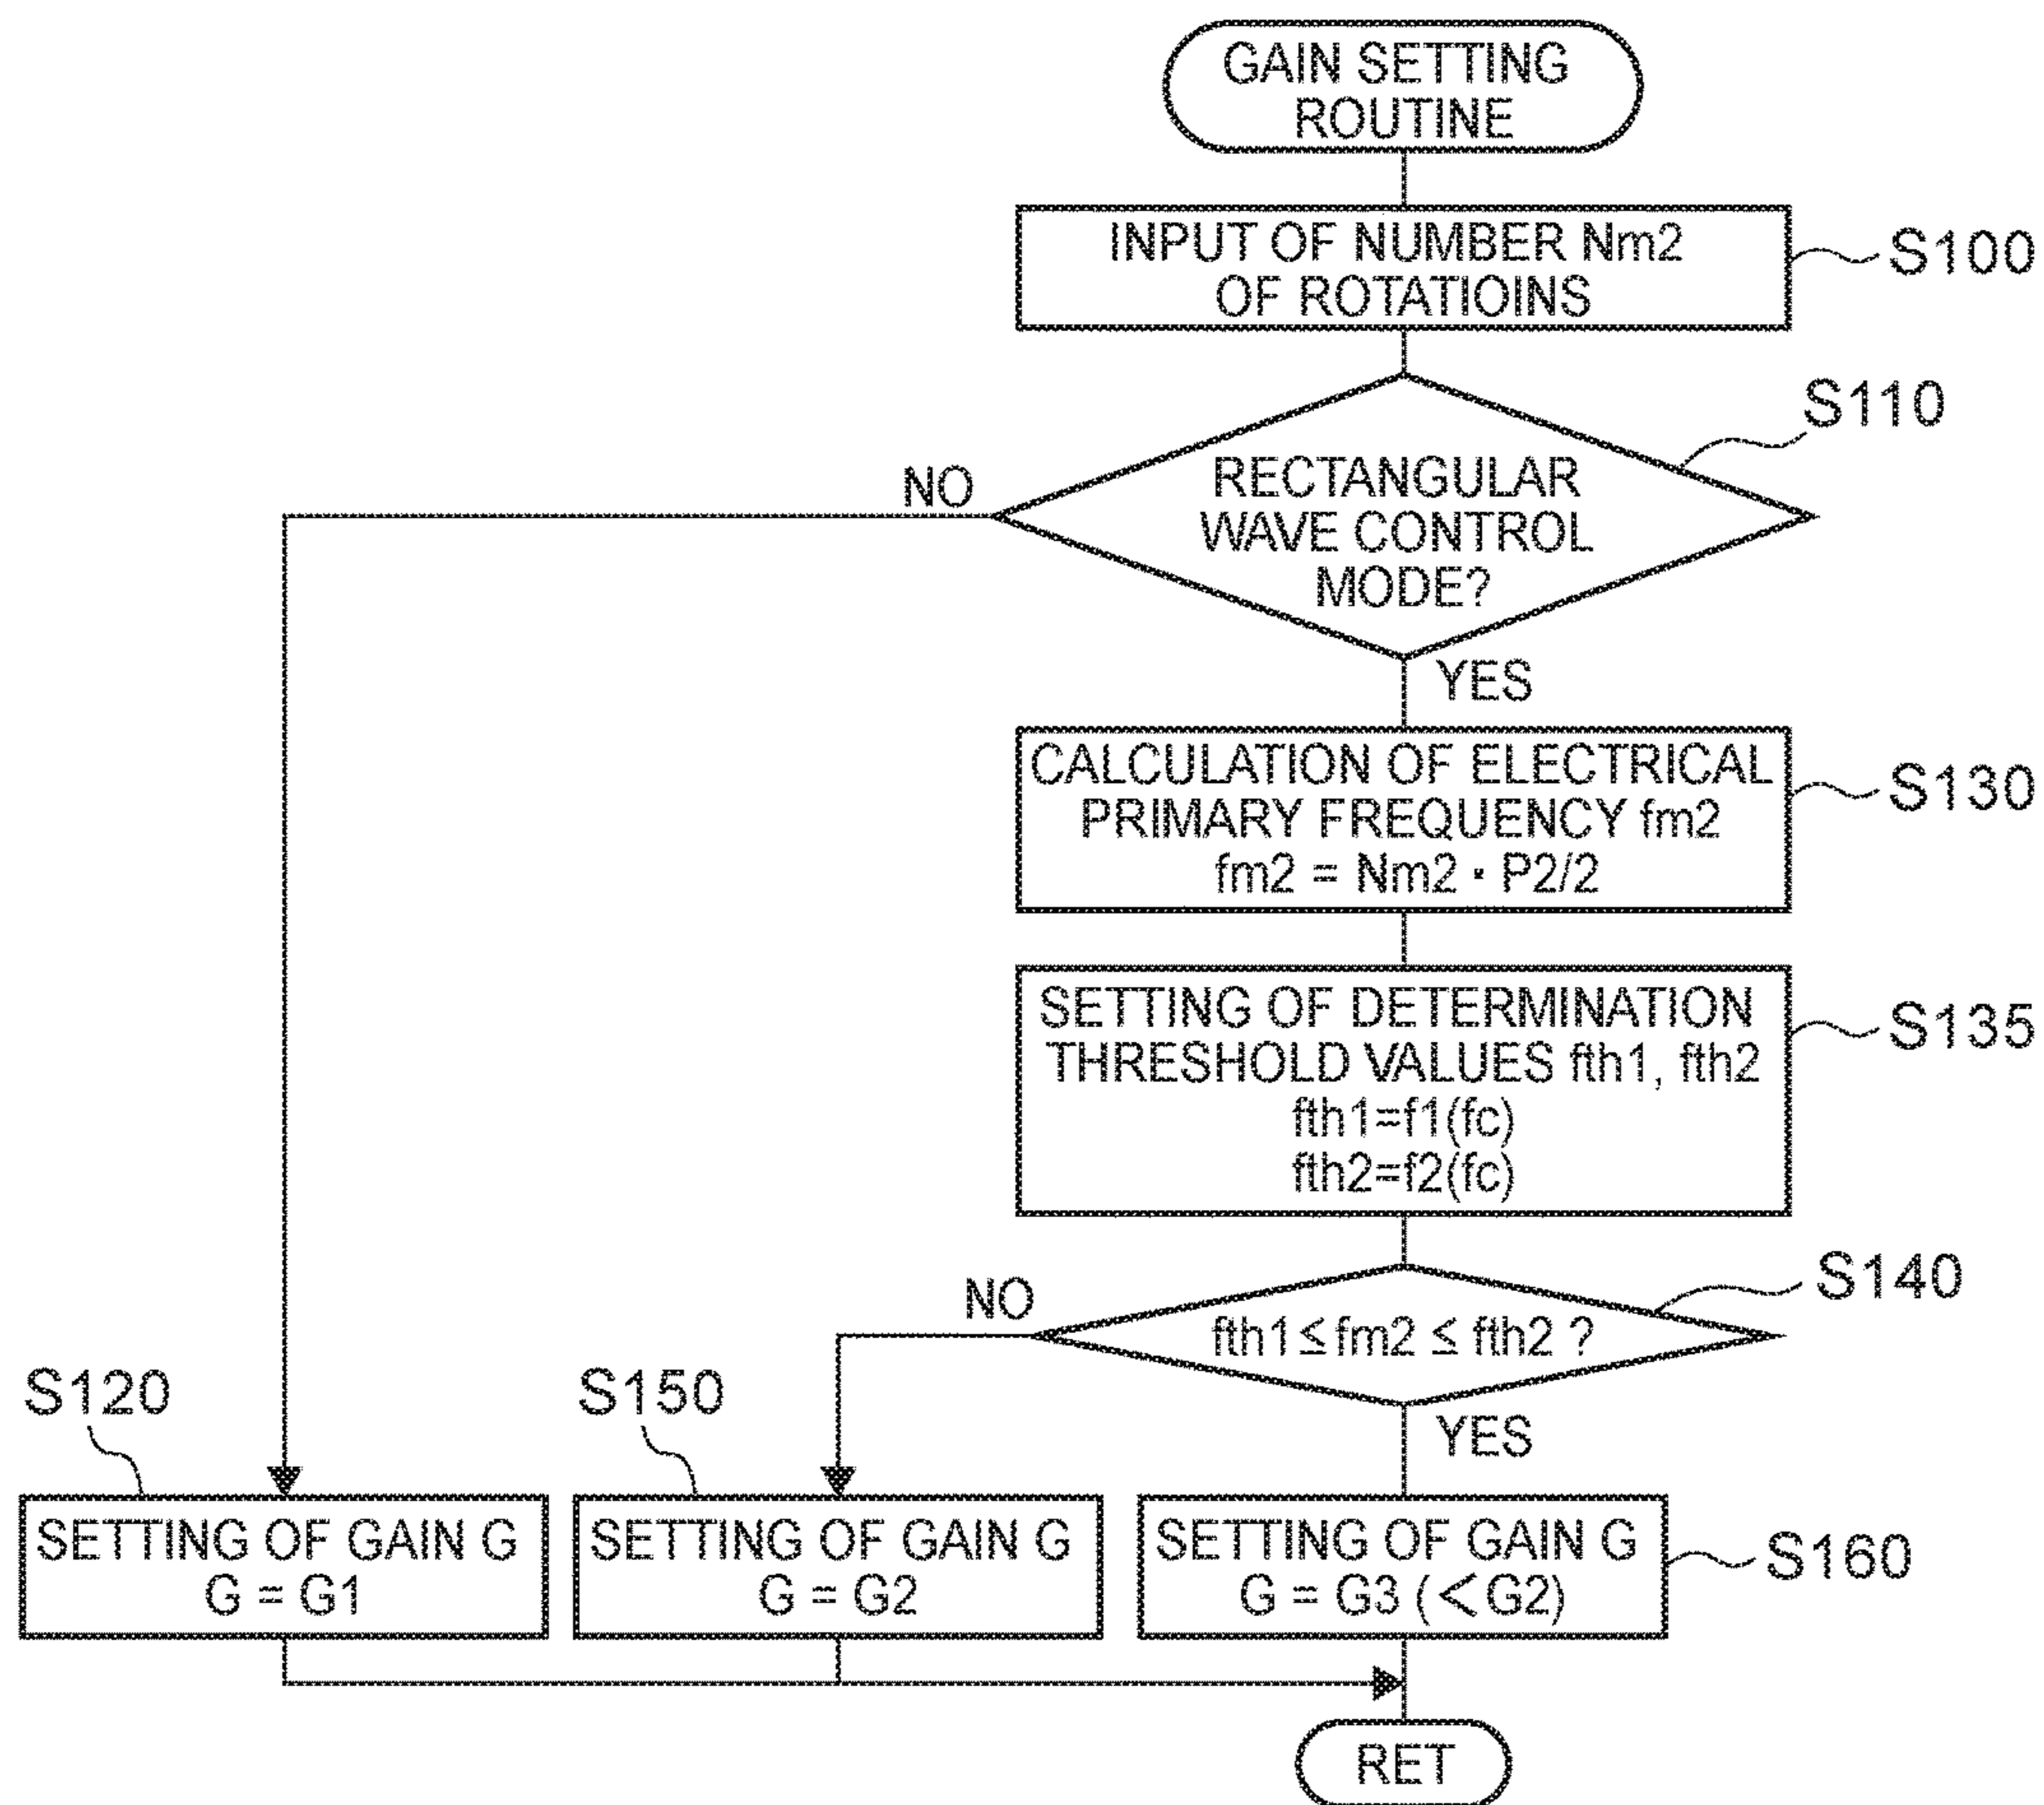 GAIN SETTING
ROUTINE
INPUT OF NUMBER Nm2
OF ROTATIOINS
S100
S110
RECTANGULAR
WAVE CONTROL
MODE?
NO
YES
CALCULATION OF ELECTRICAL
PRIMARY FREQUENCY fm2
fm2 = Nm2 · P2/2
S130
SETTING OF DETERMINATION
THRESHOLD VALUES fth1, fth2
fth1=f1(fc)
fth2=f2(fc)
S135
S140
fth1≤fm2 ≤ fth2 ?
NO
YES
S120
SETTING OF GAIN G
G = G1
S150
SETTING OF GAIN G
G = G2
SETTING OF GAIN G
G = G3 (<G2)
S160
RET